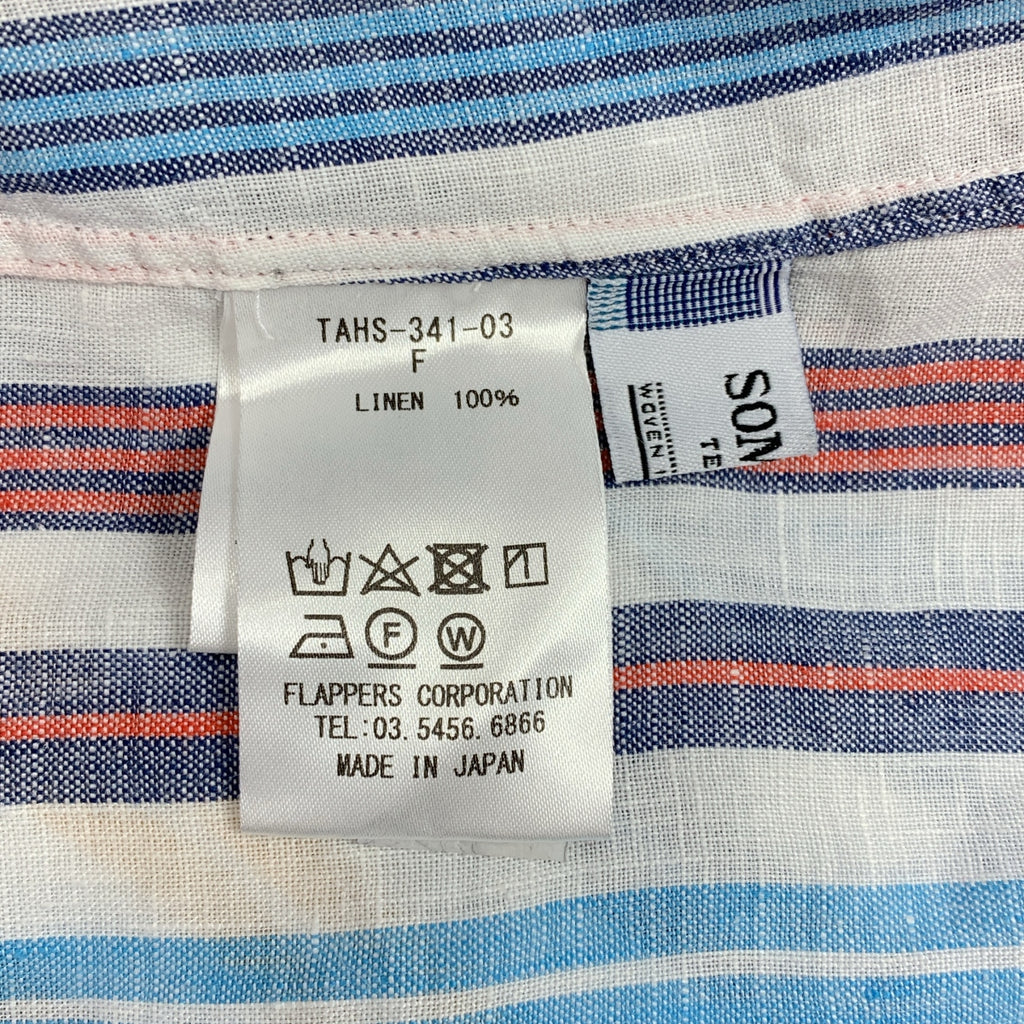 TAHS-341-03
F
LINEN 100%
F W
FLAPPERS CORPORATION
TEL:03.5456.6866
MADE IN JAPAN
SON
TE
WOVEN